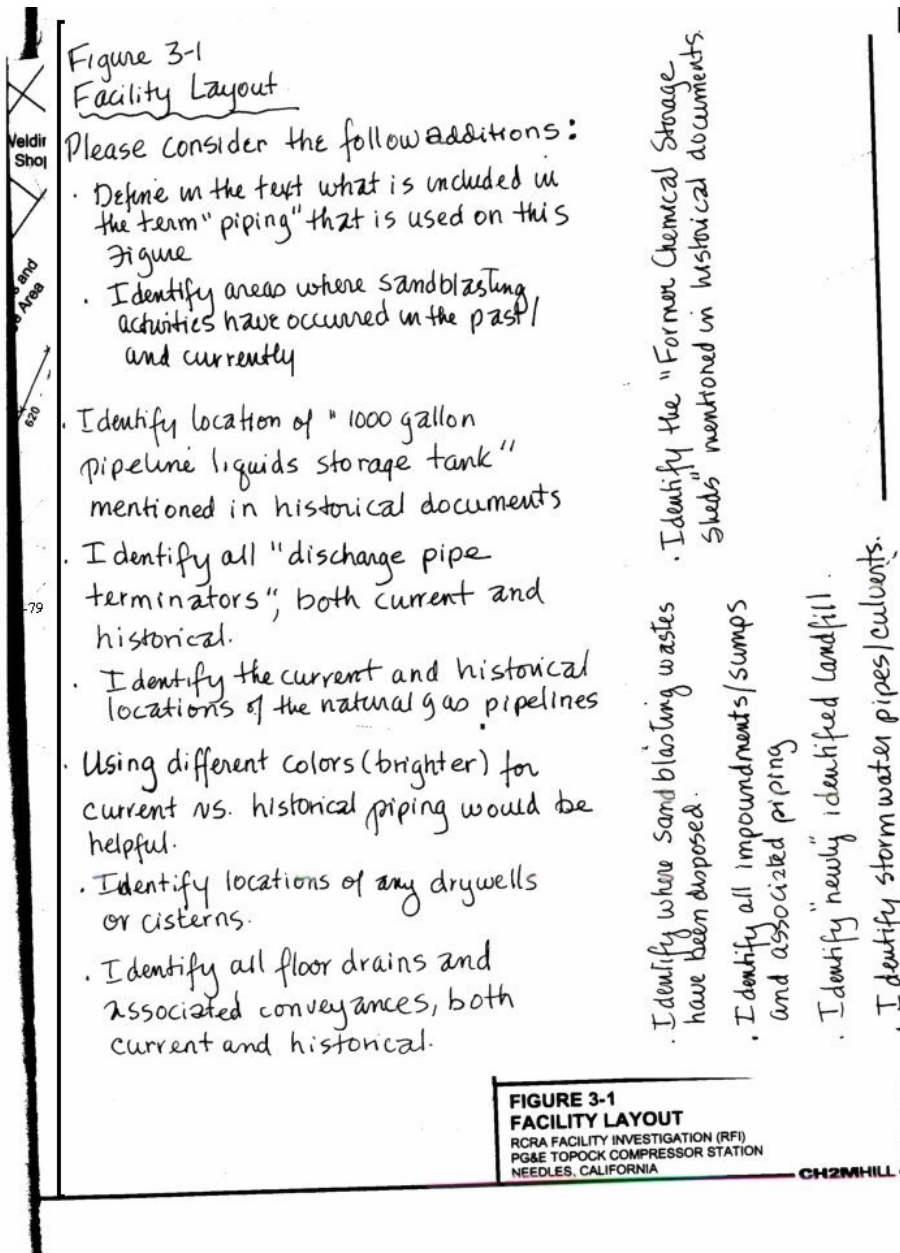 Figure 3-1
Facility Layout
Please consider the follow additions:
· Define in the text what is included in
the term "piping" that is used on this
Figure
· Identify areas where sandblasting
activities have occurred in the past/
and currently
· Identify location of "1000 gallon
pipeline liquids storage tank"
mentioned in historical documents
· Identify all "discharge pipe
terminators", both current and
historical.
· Identify the current and historical
locations of the natural gas pipelines
· Using different colors (brighter) for
current vs. historical piping would be
helpful.
· Identify locations of any drywells
or cisterns.
· Identify all floor drains and
associated conveyances, both
current and historical.
· Identify where sandblasting wastes
have been disposed.
· Identify the "Former Chemical Storage
Sheds" mentioned in historical documents.
· Identify all impoundments/sumps
and associated piping
· Identify "newly" identified landfill.
· Identify stormwater pipes/culverts.
Veldin
Shop
s and
Area
620
-79
FIGURE 3-1
FACILITY LAYOUT
RCRA FACILITY INVESTIGATION (RFI)
PG&E TOPOCK COMPRESSOR STATION
NEEDLES, CALIFORNIA
CH2MHILL